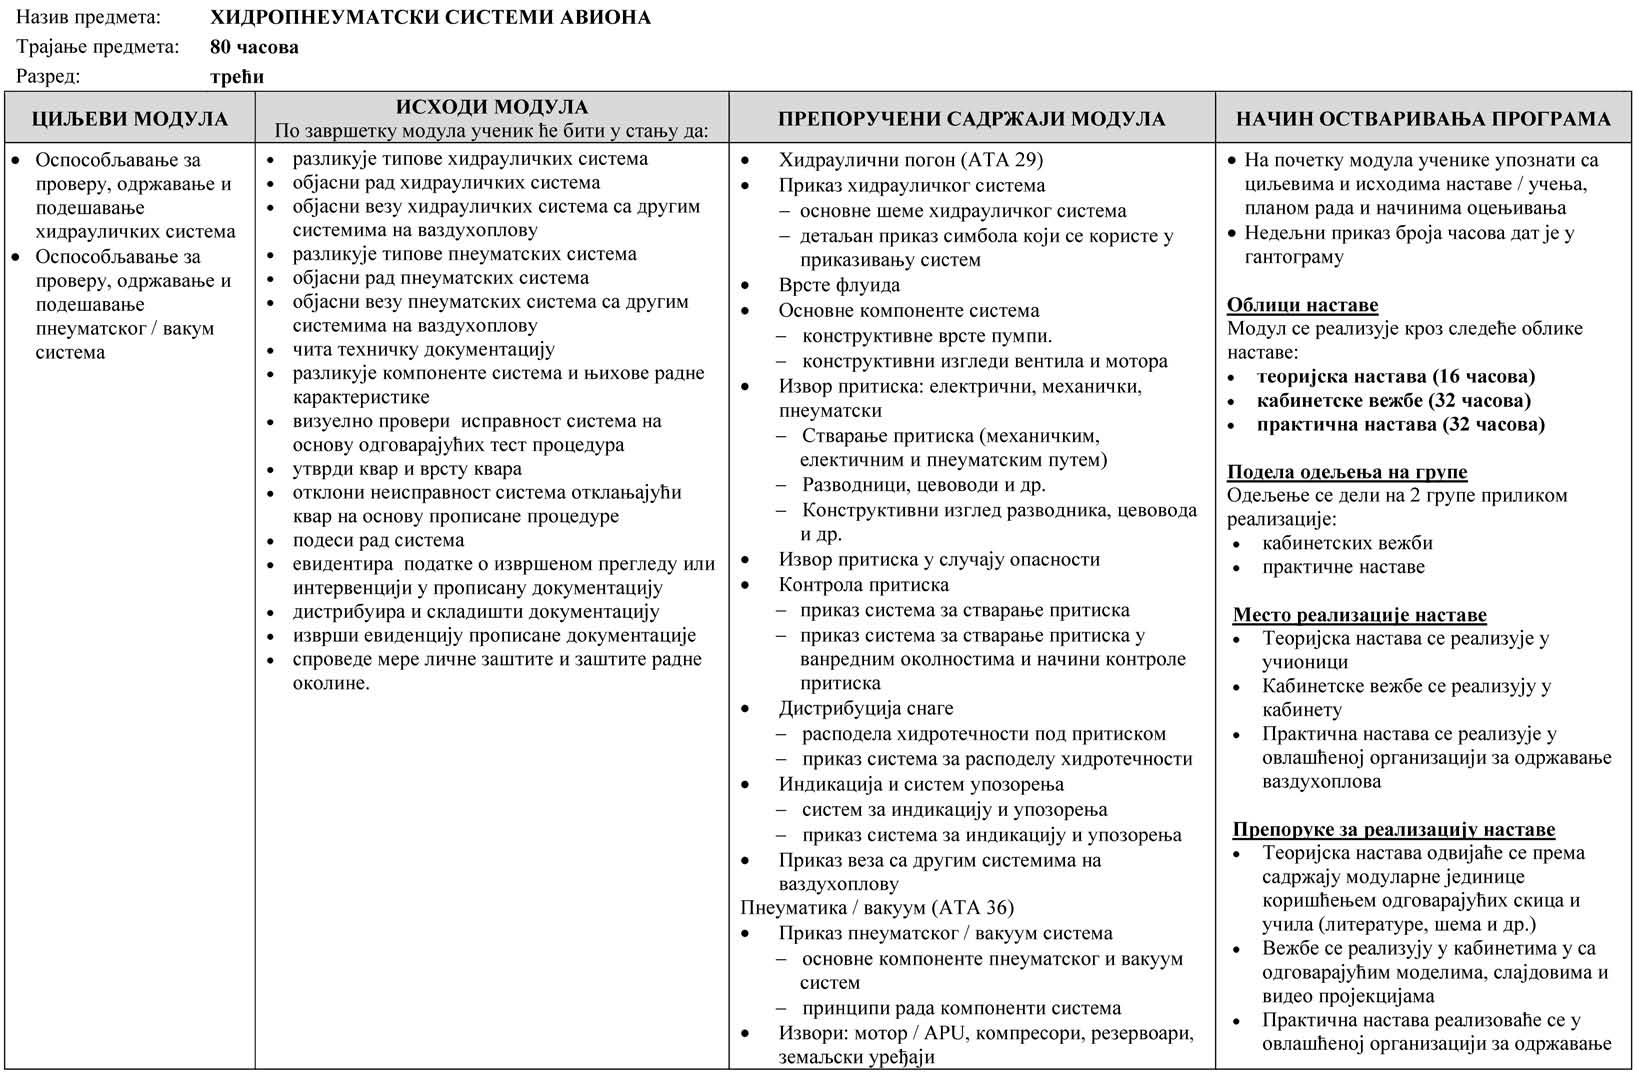 Назив предмета: ХИДРОПНЕУМАТСКИ СИСТЕМИ АВИОНА
Трајање предмета: 80 часова
Разред: трећи
ЦИЉЕВИ МОДУЛА
• Оспособљавање за
проверу, одржавање и
подешавање
хидрауличких система
• Оспособљавање за
проверу, одржавање и
подешавање
пнеуматског / вакум
система
ИСХОДИ МОДУЛА
По завршетку модула ученик ће бити у стању да:
• разликује типове хидрауличких система
• објасни рад хидрауличких система
• објасни везу хидрауличких система са другим
системима на ваздухоплову
• разликује типове пнеуматских система
• објасни рад пнеуматских система
• објасни везу пнеуматских система са другим
системима на ваздухоплову
• чита техничку документацију
• разликује компоненте система и њихове радне
карактеристике
• визуелно провери исправност система на
основу одговарајућих тест процедура
• утврди квар и врсту квара
• отклони неисправност система отклањајући
квар на основу прописане процедуре
• подеси рад система
• евидентира податке о извршеном прегледу или
интервенцији у прописану документацију
• дистрибуира и складишти документацију
• изврши евиденцију прописане документације
• спроведе мере личне заштите и заштите радне
околине.
ПРЕПОРУЧЕНИ САДРЖАЈИ МОДУЛА
• Хидраулични погон (АТА 29)
• Приказ хидрауличког система
– основне шеме хидрауличког система
– детаљан приказ симбола који се користе у
приказивању систем
• Врсте флуида
• Основне компоненте система
– конструктивне врсте пумпи.
– конструктивни изгледи вентила и мотора
• Извор притиска: електрични, механички,
пнеуматски
– Стварање притиска (механичким,
електичним и пнеуматским путем)
– Разводници, цевоводи и др.
– Конструктивни изглед разводника, цевовода
и др.
• Извор притиска у случају опасности
• Контрола притиска
– приказ система за стварање притиска
– приказ система за стварање притиска у
ванредним околностима и начини контроле
притиска
• Дистрибуција снаге
– расподела хидротечности под притиском
– приказ система за расподелу хидротечности
• Индикација и систем упозорења
– систем за индикацију и упозорења
– приказ система за индикацију и упозорења
• Приказ веза са другим системима на
ваздухоплову
Пнеуматика / вакуум (АТА 36)
• Приказ пнеуматског / вакуум система
– основне компоненте пнеуматског и вакуум
систем
– принципи рада компоненти система
• Извори: мотор / APU, компресори, резервоари,
земаљски уређаји
НАЧИН ОСТВАРИВАЊА ПРОГРАМА
• На почетку модула ученике упознати са
циљевима и исходима наставе / учења,
планом рада и начинима оцењивања
• Недељни приказ броја часова дат је у
гантограму
Облици наставе
Модул се реализује кроз следеће облике
наставе:
• теоријска настава (16 часова)
• кабинетске вежбе (32 часова)
• практична настава (32 часова)
Подела одељења на групе
Одељење се дели на 2 групе приликом
реализације:
• кабинетских вежби
• практичне наставе
Место реализације наставе
• Теоријска настава се реализује у
учионици
• Кабинетске вежбе се реализују у
кабинету
• Практична настава се реализује у
овлашћеној организацији за одржавање
ваздухоплова
Препоруке за реализацију наставе
• Теоријска настава одвијаће се према
садржају модуларне јединице
коришћењем одговарајућих скица и
учила (литературе, шема и др.)
• Вежбе се реализују у кабинетима у са
одговарајућим моделима, слајдовима и
видео пројекцијама
• Практична настава реализоваће се у
овлашћеној организацији за одржавање